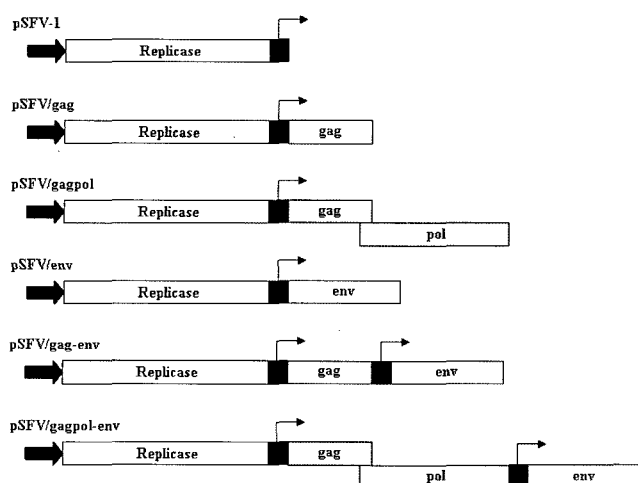 pSFV-1
Replicase
pSFV/gag
Replicase gag
pSFV/gagpol
Replicase gag
pol
pSFV/env
Replicase env
pSFV/gag-env
Replicase gag env
pSFV/gagpol-env
Replicase gag
pol env